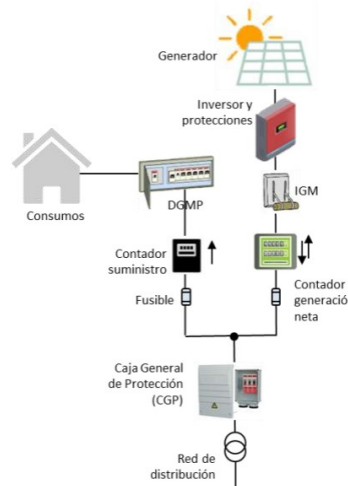 Generador
Inversor y
protecciones
IGM
DGMP
Consumos
Contador
suministro
Contador
generació
neta
Fusible
Caja General
de Protección
(CGP)
Red de
distribución